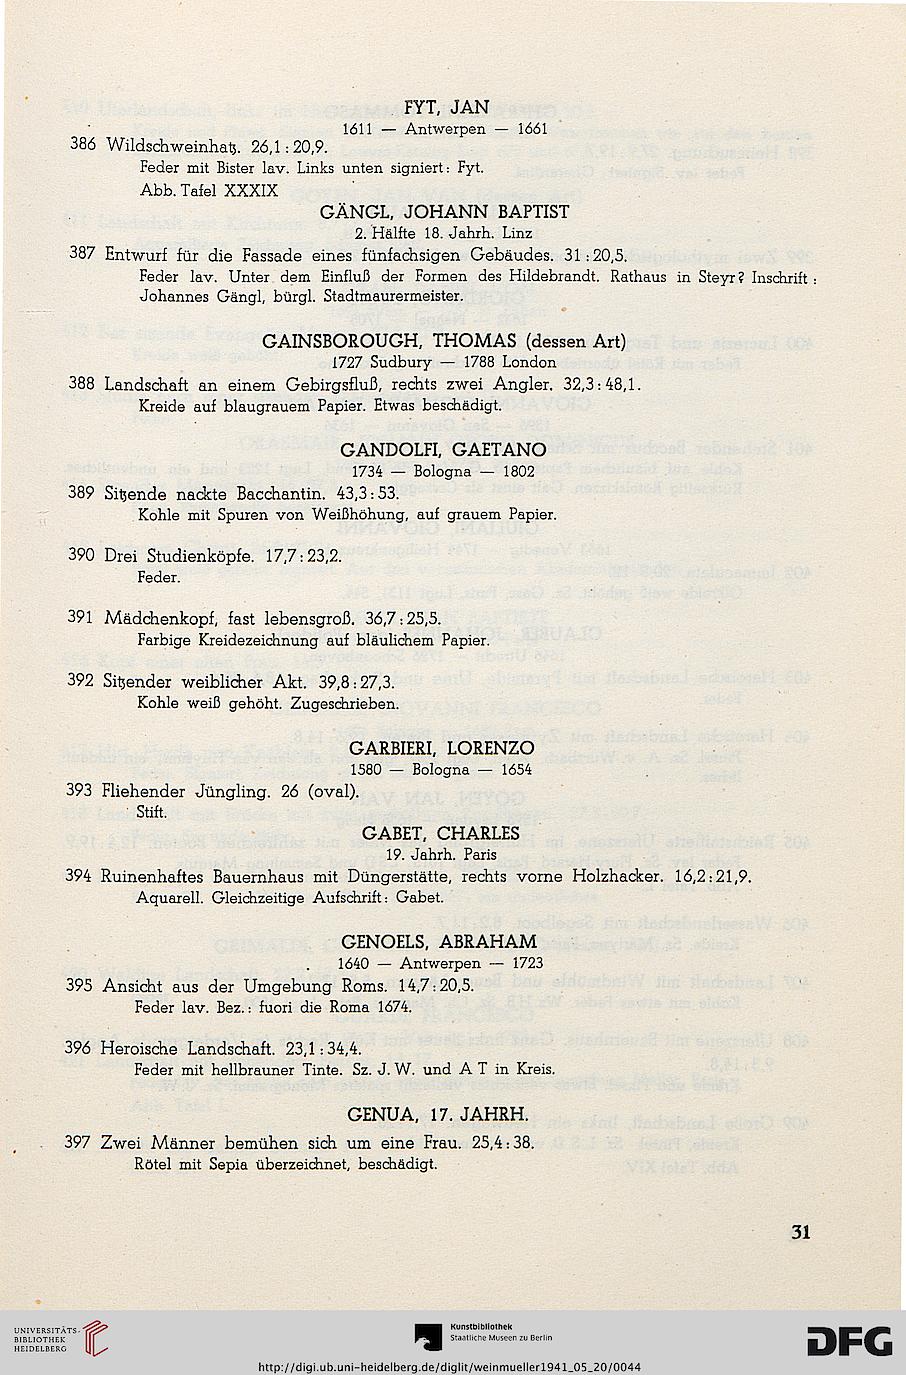 FYT, JAN
1611 — Antwerpen — 1661
386 Wildschweinhatz. 26,1 : 20,9.
Feder mit Bister lav. Links unten signiert: Fyt.
Abb. Tafel XXXIX
GÄNGL, JOHANN BAPTIST
2. Hälfte 18. Jahrh. Linz
387 Entwurf für die Fassade eines fünfachsigen Gebäudes. 31 : 20,5.
Feder lav. Unter dem Einfluß der Formen des Hildebrandt. Rathaus in Steyr? Inschrift:
Johannes Gängl, bürgl. Stadtmaurermeister.
GAINSBOROUGH, THOMAS (dessen Art)
1727 Sudbury — 1788 London
388 Landschaft an einem Gebirgsfluß, rechts zwei Angler. 32,3 : 48,1.
Kreide auf blaugrauem Papier. Etwas beschädigt.
GANDOLFI, GAETANO
1734 — Bologna — 1802
389 Sitzende nackte Bacchantin. 43,3 : 53.
Kohle mit Spuren von Weißhöhung, auf grauem Papier.
390 Drei Studienköpfe. 17,7 : 23,2.
Feder.
391 Mädchenkopf, fast lebensgroß. 36,7 : 25,5.
Farbige Kreidezeichnung auf bläulichem Papier.
392 Sitzender weiblicher Akt. 39,8 : 27,3.
Kohle weiß gehöht. Zugeschrieben.
GARBIERI, LORENZO
1580 — Bologna — 1654
393 Fliehender Jüngling. 26 (oval).
Stift.
GABET, CHARLES
19. Jahrh. Paris
394 Ruinenhaftes Bauernhaus mit Düngerstätte, rechts vorne Holzhacker. 16,2 : 21,9.
Aquarell. Gleichzeitige Aufschrift: Gabet.
GENOELS, ABRAHAM
1640 — Antwerpen — 1723
395 Ansicht aus der Umgebung Roms. 14,7 : 20,5.
Feder lav. Bez.: fuori die Roma 1674.
396 Heroische Landschaft. 23,1 : 34,4.
Feder mit hellbrauner Tinte. Sz. J. W. und A T in Kreis.
GENUA, 17. JAHRH.
397 Zwei Männer bemühen sich um eine Frau. 25,4 : 38.
Rötel mit Sepia überzeichnet, beschädigt.
31
UNIVERSITÄTS-
BIBLIOTHEK
HEIDELBERG
Kunstbibliothek
Staatliche Museen zu Berlin
DFG
http://digi.ub.uni-heidelberg.de/diglit/weinmueller1941_05_20/0044